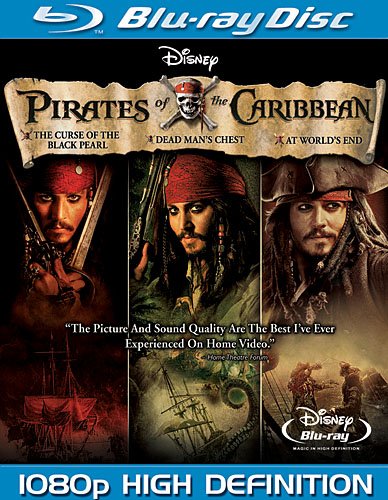 Blu-ray Disc
Disney
PIRATES of the CARIBBEAN
THE CURSE OF THE
BLACK PEARL
DEAD MAN'S CHEST
AT WORLD'S END
“The Picture And Sound Quality Are The Best I've Ever
Experienced On Home Video.”
Home Theatre Forum
Disney
Blu-ray
MAGIC IN HIGH DEFINITION
1080p HIGH DEFINITION